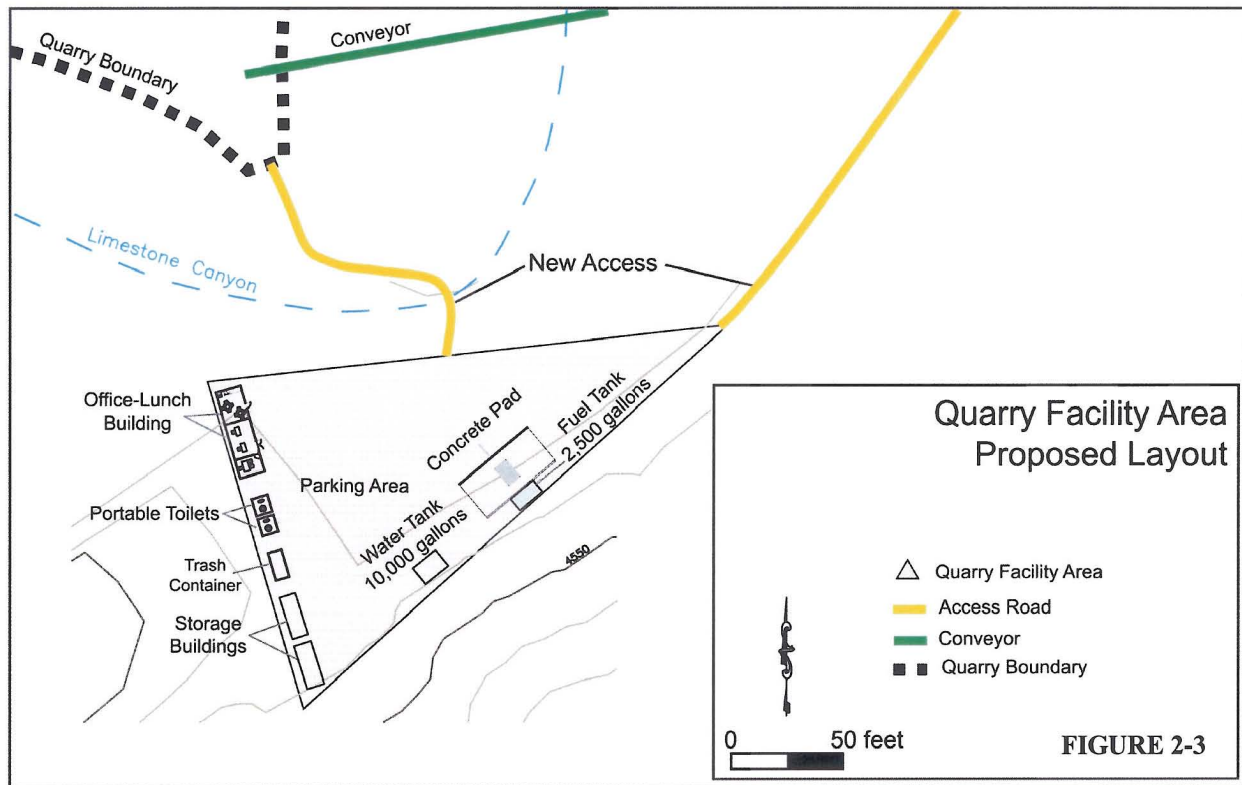 Conveyor
Quarry Boundary
Limestone Canyon
New Access
Office-Lunch
Building
Parking Area
Concrete Pad
Fuel Tank
2,500 gallons
Water Tank
10,000 gallons
Portable Toilets
Trash
Container
Storage
Buildings
4550
Quarry Facility Area
Proposed Layout
Quarry Facility Area
Access Road
Conveyor
Quarry Boundary
0 50 feet
FIGURE 2-3